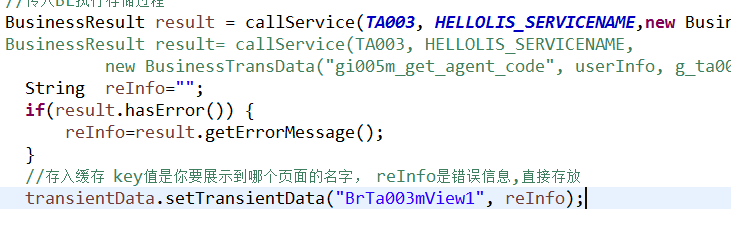 //传入BL执行存储过程
BusinessResult result = callService(TA003, HELLOLIS_SERVICENAME,new Busin
BusinessResult result= callService(TA003, HELLOLIS_SERVICENAME,
new BusinessTransData("gi005m_get_agent_code", userInfo, g_ta00
String  reInfo="";
if(result.hasError()) {
reInfo=result.getErrorMessage();
}
//存入缓存 key值是你要展示到哪个页面的名字， reInfo是错误信息,直接存放
transientData.setTransientData("BrTa003mView1", reInfo);